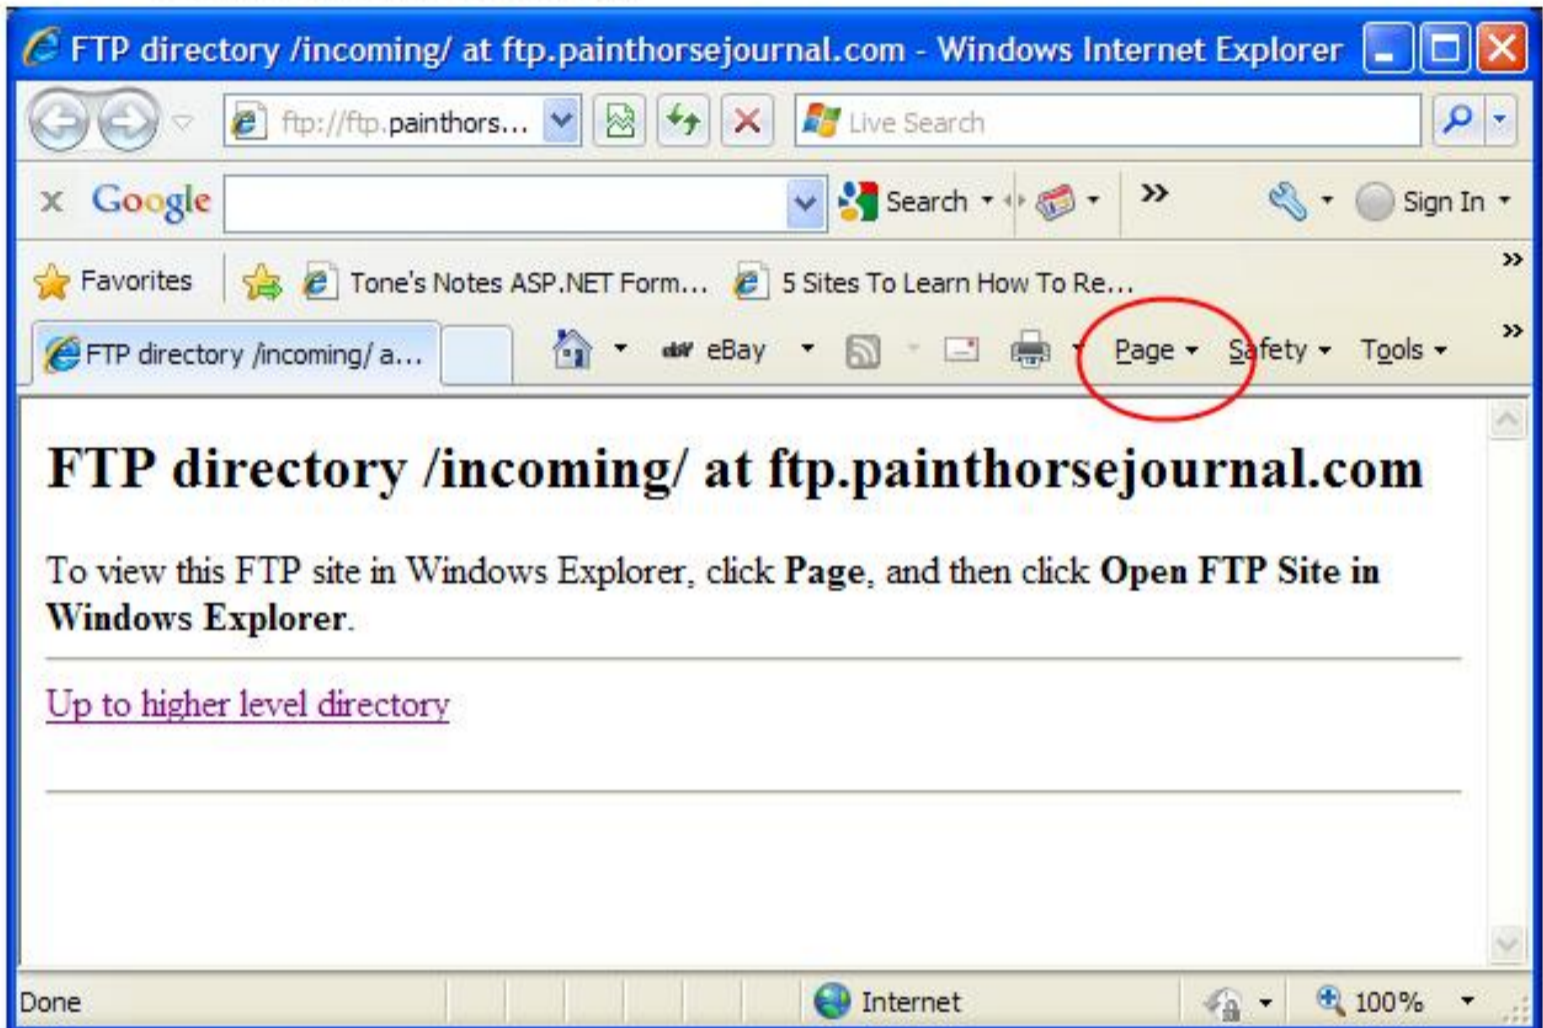 FTP directory /incoming/ at ftp.painthorsejournal.com - Windows Internet Explorer
ftp://ftp.painthors... Live Search
x Google Search » Sign In
Favorites Tone's Notes ASP.NET Form... 5 Sites To Learn How To Re... »
FTP directory /incoming/ a... eBay Page Safety Tools »
FTP directory /incoming/ at ftp.painthorsejournal.com
To view this FTP site in Windows Explorer, click Page, and then click Open FTP Site in
Windows Explorer.
Up to higher level directory
Done Internet 100%